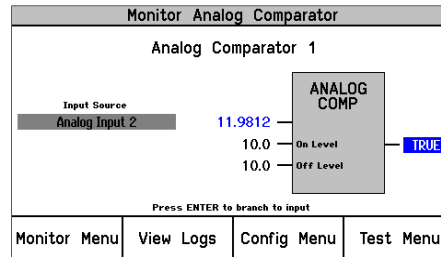 Monitor Analog Comparator
Analog Comparator 1
ANALOG
COMP
Input Source
Analog Input 2
11.9812
10.0 On Level
TRUE
10.0 Off Level
Press ENTER to branch to input
Monitor Menu View Logs Config Menu Test Menu